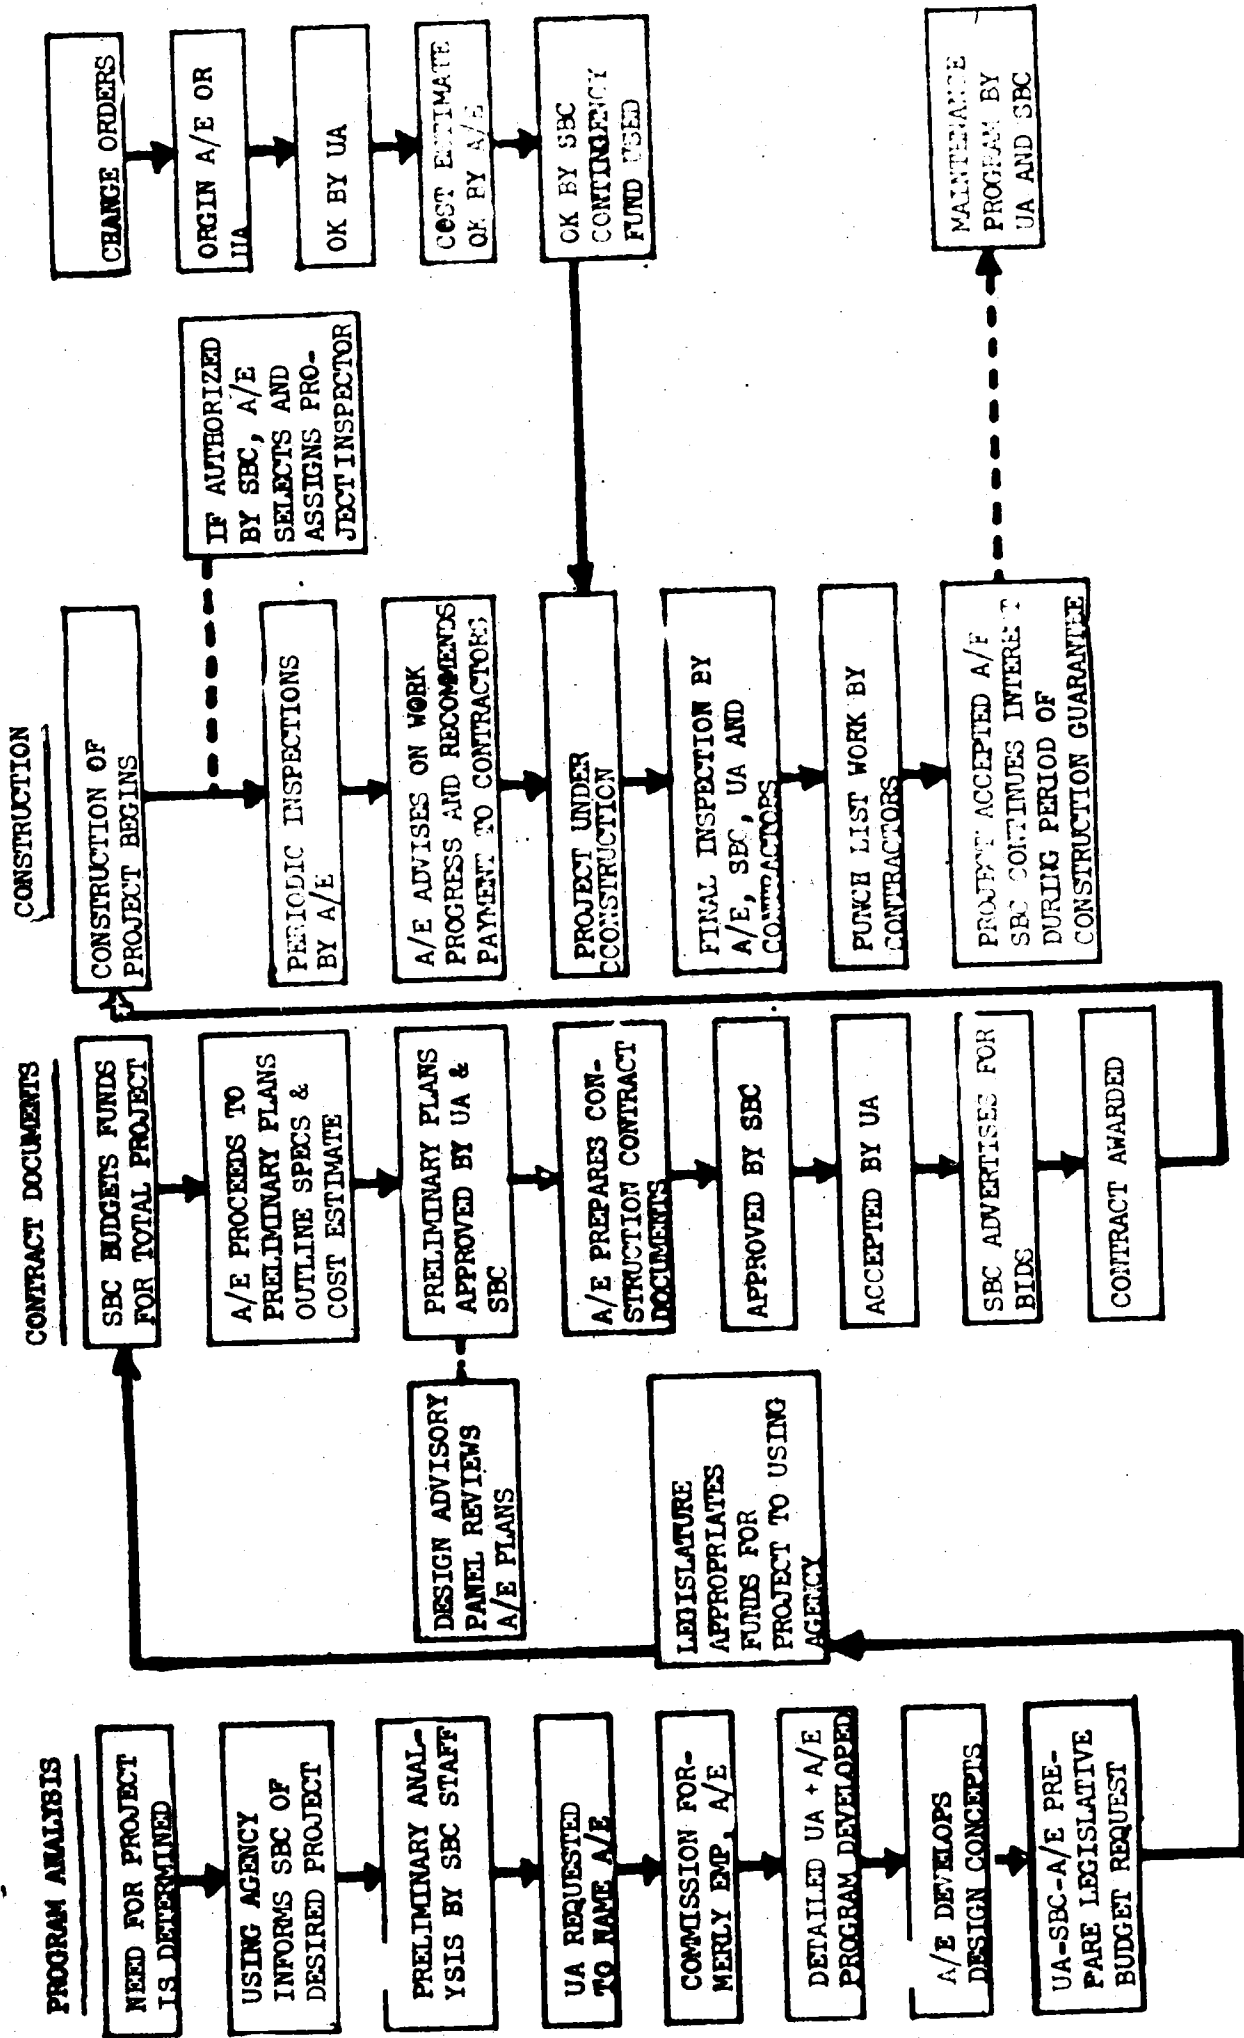 PROGRAM ANALYSIS
NEED FOR PROJECT
IS DETERMINED
USING AGENCY
INFORMS SBC OF
DESIRED PROJECT
PRELIMINARY ANAL-
YSIS BY SBC STAFF
UA REQUESTED
TO NAME A/E
COMMISSION FOR-
MERLY EMP. A/E
DETAILED UA + A/E
PROGRAM DEVELOPED
A/E DEVELOPS
DESIGN CONCEPTS
UA-SBC-A/E PRE-
PARE LEGISLATIVE
BUDGET REQUEST
LEGISLATURE
APPROPRIATES
FUNDS FOR
PROJECT TO USING
AGENCY
CONTRACT DOCUMENTS
SBC BUDGETS FUNDS
FOR TOTAL PROJECT
A/E PROCEEDS TO
PRELIMINARY PLANS
OUTLINE SPECS &
COST ESTIMATE
PRELIMINARY PLANS
APPROVED BY UA &
SBC
DESIGN ADVISORY
PANEL REVIEWS
A/E PLANS
A/E PREPARES CON-
STRUCTION CONTRACT
DOCUMENTS
APPROVED BY SBC
ACCEPTED BY UA
SBC ADVERTISES FOR
BIDS
CONTRACT AWARDED
CONSTRUCTION
CONSTRUCTION OF
PROJECT BEGINS
IF AUTHORIZED
BY SBC, A/E
SELECTS AND
ASSIGNS PRO-
JECTINSPECTOR
PERIOLIC INSPECTIONS
BY A/E
A/E ADVISES ON WORK
PROGRESS AND RECOMMENDS
PAYMENT TO CONTRACTORS
PROJECT UNDER
CCONSTRUCTION
FINAL INSPECTION BY
A/E, SBC, UA AND
CONTRACTORS
PUNCH LIST WORK BY
CONTRACTORS
PROJECT ACCEPTED A/E
SBC CONTINUES INTEREST
DURING PERIOD OF
CONSTRUCTION GUARANTEE
CHANGE ORDERS
ORGIN A/E OR
UA
OK BY UA
COST ESTIMATE
OK BY A/E
OK BY SBC
CONTINGENCY
FUND USED
MAINTENANCE
PROGRAM BY
UA AND SBC